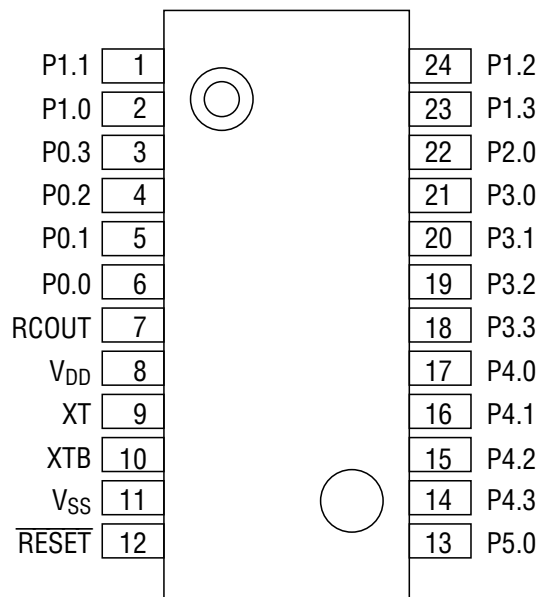 P1.1 1 24 P1.2
P1.0 2 23 P1.3
P0.3 3 22 P2.0
P0.2 4 21 P3.0
P0.1 5 20 P3.1
P0.0 6 19 P3.2
RCOUT 7 18 P3.3
VDD 8 17 P4.0
XT 9 16 P4.1
XTB 10 15 P4.2
VSS 11 14 P4.3
RESET 12 13 P5.0